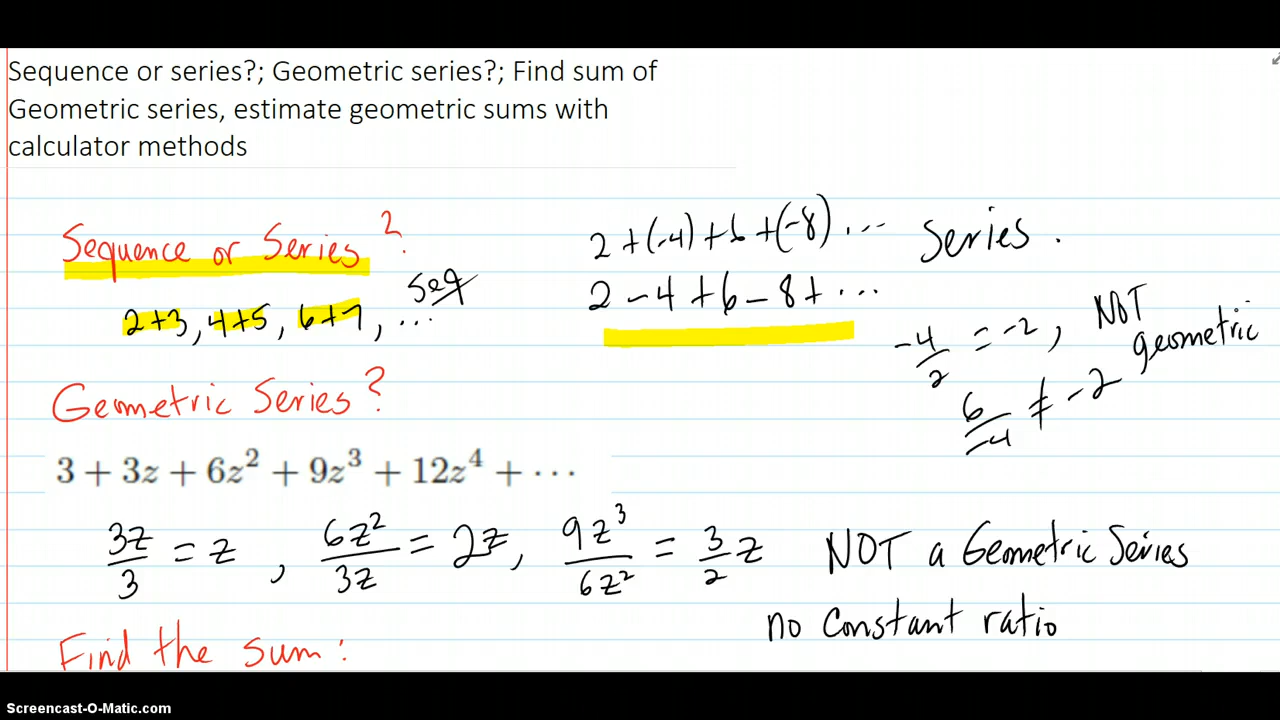 Sequence or series?; Geometric series?; Find sum of
Geometric series, estimate geometric sums with
calculator methods
Sequence or Series?
2+3, 4+5, 6+7, ... Seq
2 + (-4) + 6 + (-8) ... Series.
2 - 4 + 6 - 8 + ...
-4/2 = -2, NOT geometric
6/-4 ≠ -2
Geometric Series?
3 + 3z + 6z² + 9z³ + 12z⁴ + ⋯
3z/3 = z, 6z²/3z = 2z, 9z³/6z² = 3/2 z NOT a Geometric Series
no constant ratio
Find the sum:
Screencast-O-Matic.com